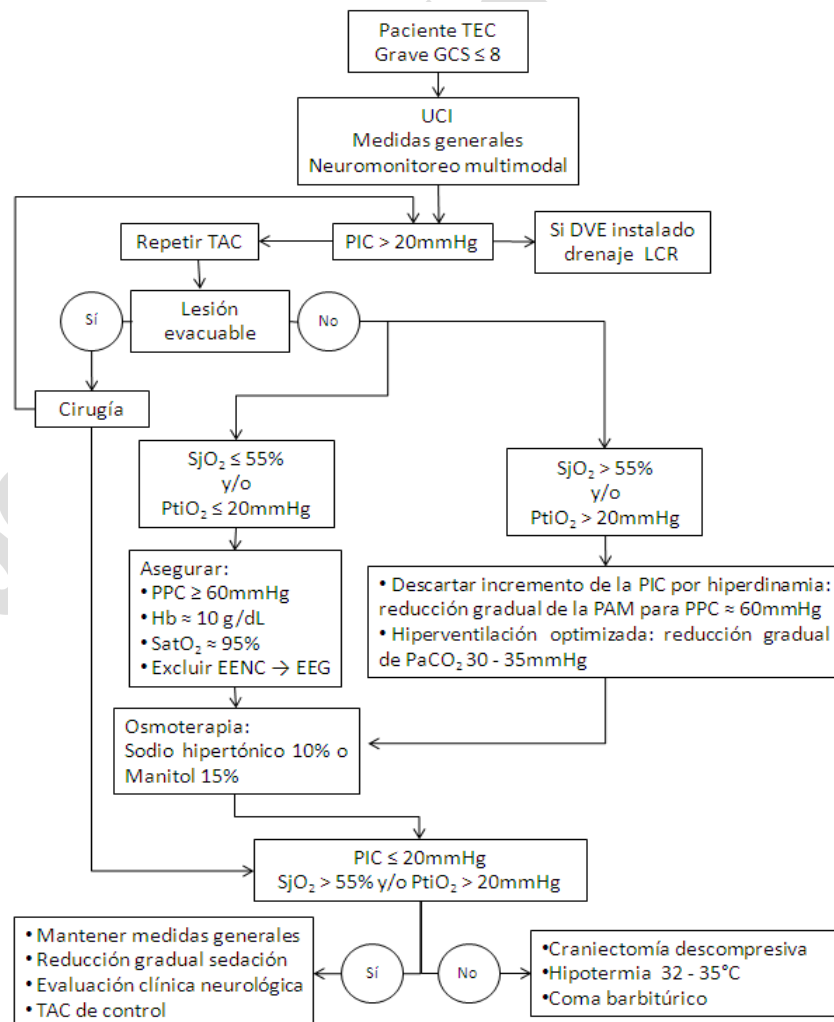 Paciente TEC
Grave GCS ≤ 8
UCI
Medidas generales
Neuromonitoreo multimodal
Repetir TAC
PIC > 20mmHg
Si DVE instalado
drenaje LCR
Sí
Lesión
evacuable
No
Cirugía
SjO₂ ≤ 55%
y/o
PtiO₂ ≤ 20mmHg
SjO₂ > 55%
y/o
PtiO₂ > 20mmHg
Asegurar:
• PPC ≥ 60mmHg
• Hb ≈ 10 g/dL
• SatO₂ ≈ 95%
• Excluir EENC → EEG
• Descartar incremento de la PIC por hiperdinamia:
reducción gradual de la PAM para PPC ≈ 60mmHg
• Hiperventilación optimizada: reducción gradual
de PaCO₂ 30 - 35mmHg
Osmoterapia:
Sodio hipertónico 10% o
Manitol 15%
PIC ≤ 20mmHg
SjO₂ > 55% y/o PtiO₂ > 20mmHg
• Mantener medidas generales
• Reducción gradual sedación
• Evaluación clínica neurológica
• TAC de control
Sí
No
•Craniectomía descompresiva
•Hipotermia 32 - 35°C
•Coma barbitúrico